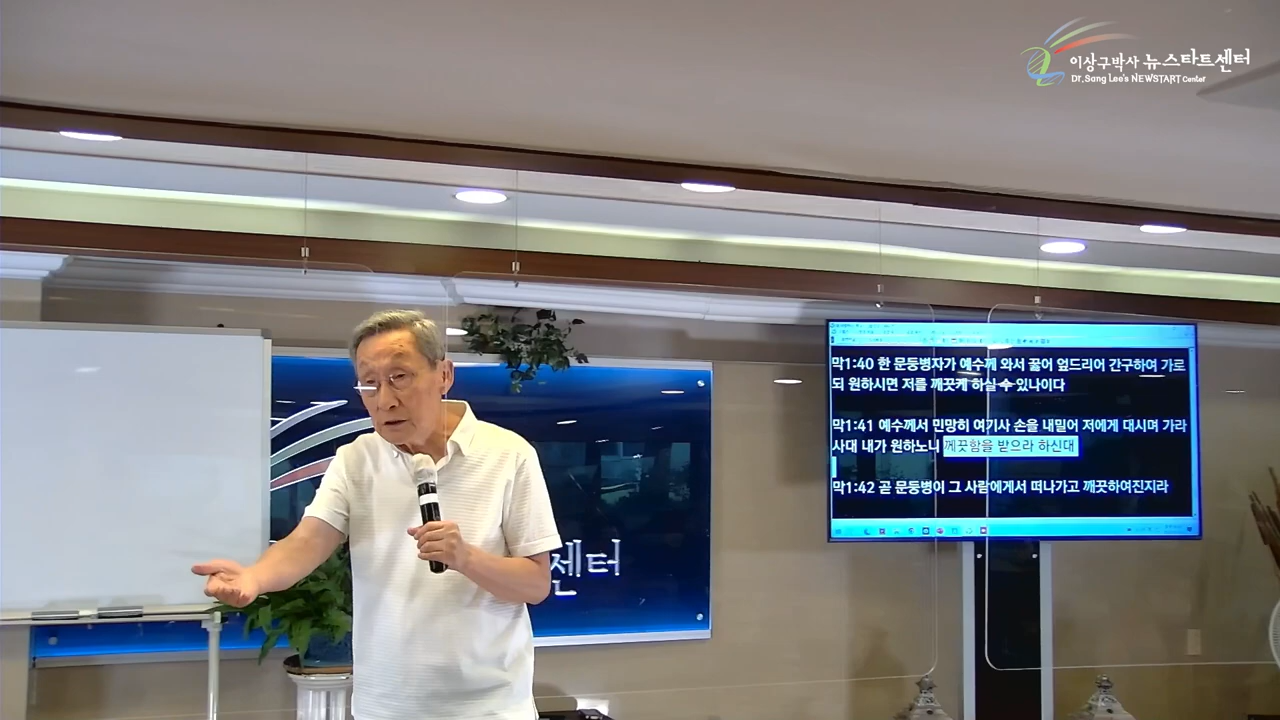 이상구박사 뉴스타트센터
Dr. Sang Lee's NEWSTART Center
막1:40 한 문둥병자가 예수께 와서 꿇어 엎드리어 간구하여 가로
되 원하시면 저를 깨끗케 하실 수 있나이다
막1:41 예수께서 민망히 여기사 손을 내밀어 저에게 대시며 가라
사대 내가 원하노니 깨끗함을 받으라 하신대
막1:42 곧 문둥병이 그 사람에게서 떠나가고 깨끗하여진지라
센터